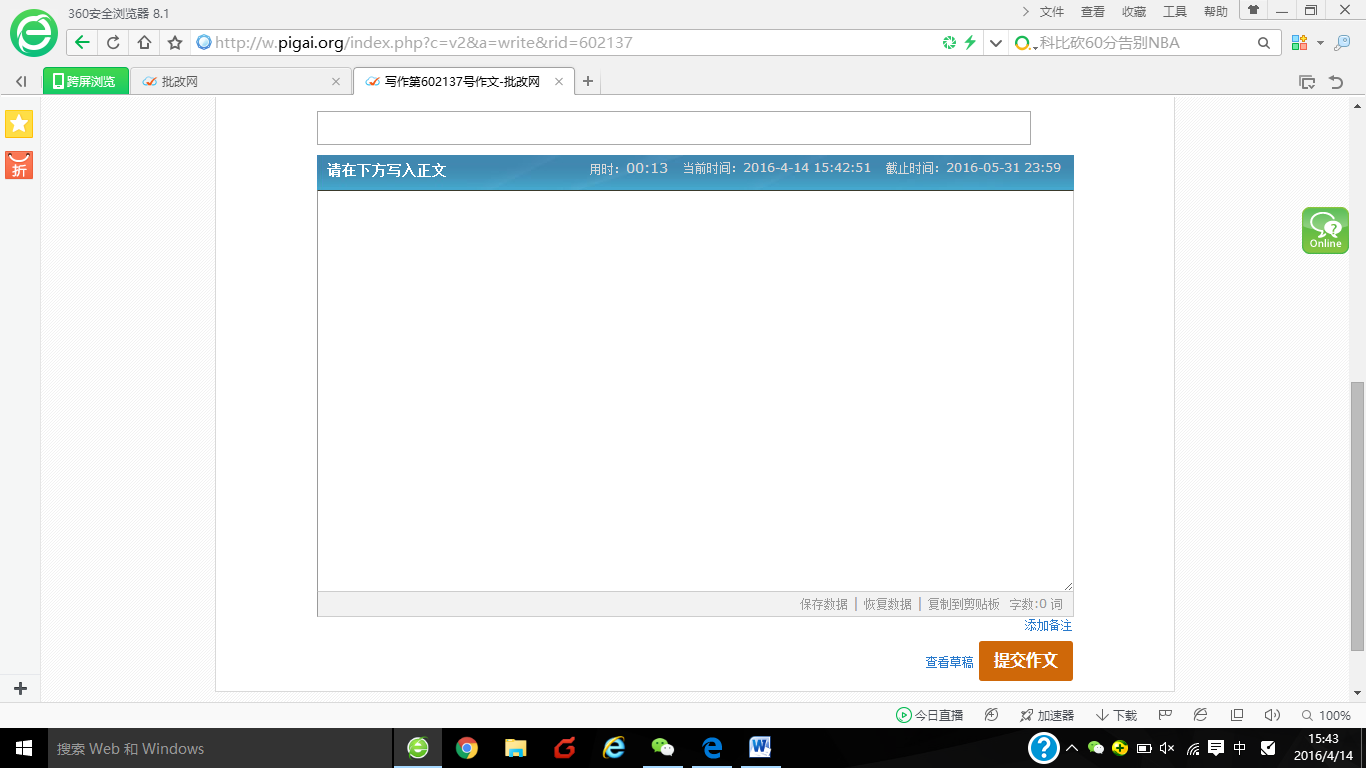 360安全浏览器 8.1
文件 查看 收藏 工具 帮助
http://w.pigai.org/index.php?c=v2&a=write&rid=602137
科比砍60分告别NBA
跨屏浏览
批改网
写作第602137号作文-批改网
折
请在下方写入正文
用时：00:13 当前时间：2016-4-14 15:42:51 截止时间：2016-05-31 23:59
Online
保存数据 恢复数据 复制到剪贴板 字数:0 词
添加备注
查看草稿 提交作文
今日直播 加速器 下载 100%
搜索 Web 和 Windows
中
15:43
2016/4/14